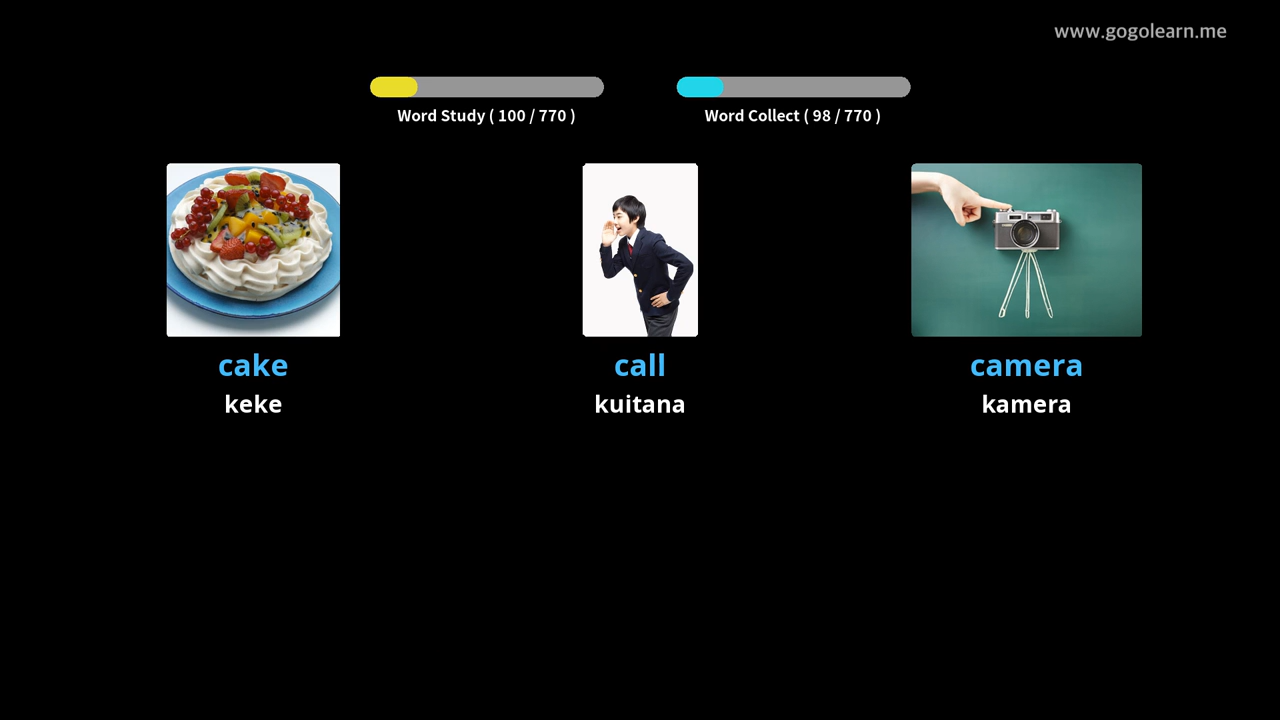 www.gogolearn.me
Word Study ( 100 / 770 )
Word Collect ( 98 / 770 )
cake
call
camera
keke
kuitana
kamera